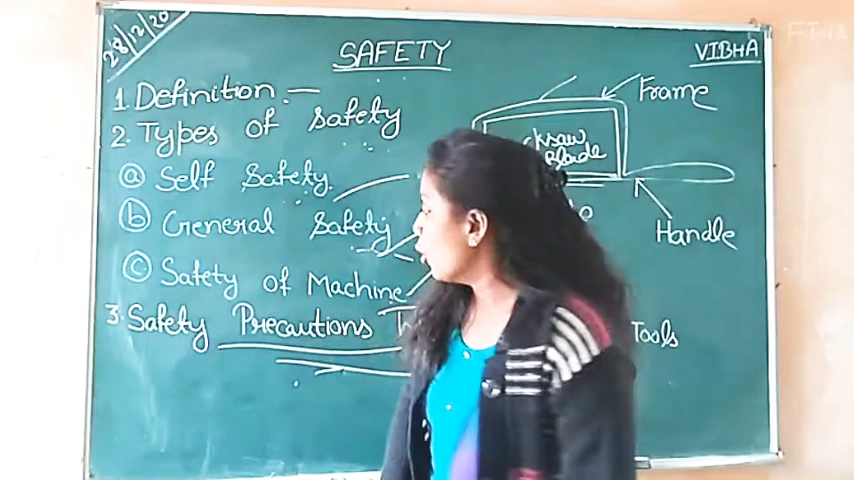 28/12/20
SAFETY
VIBHA
1. Definition :—
2. Types of safety
(a) Self Safety
(b) General Safety
(c) Safety of Machine
3. Safety Precautions
Tools
Frame
Blade
Handle